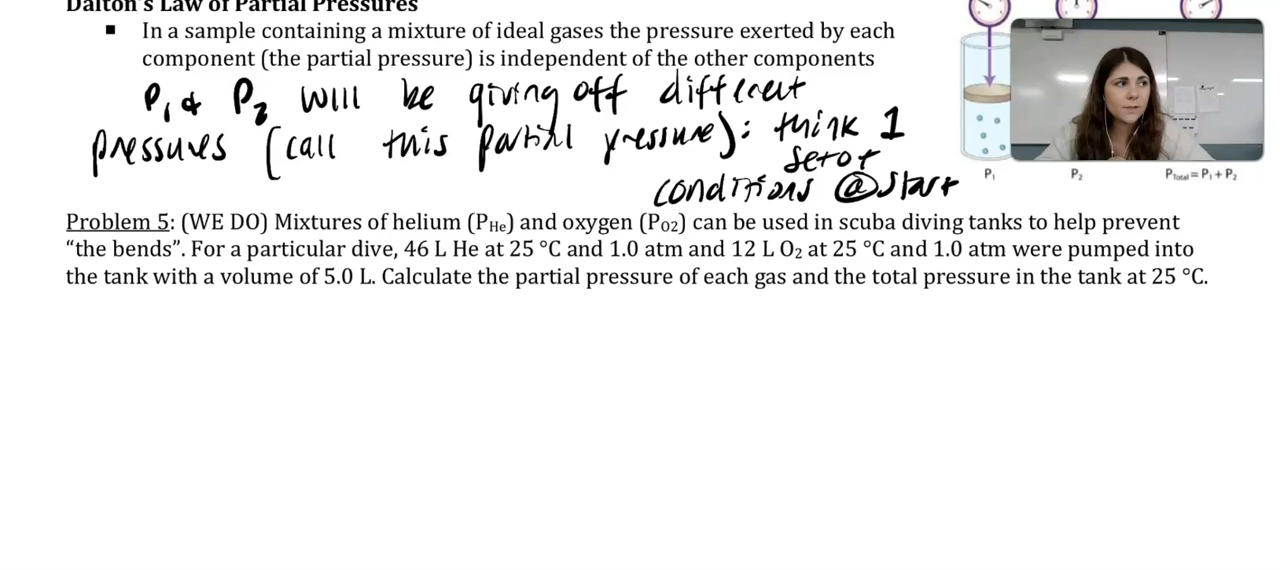 Dalton's Law of Partial Pressures
▪ In a sample containing a mixture of ideal gases the pressure exerted by each
component (the partial pressure) is independent of the other components
P₁ & P₂ will be giving off different
pressures (call this partial pressure): think 1
set of
conditions @ start
P₁ P₂ P_Total = P₁ + P₂
Problem 5: (WE DO) Mixtures of helium (P_He) and oxygen (P_O2) can be used in scuba diving tanks to help prevent
“the bends”. For a particular dive, 46 L He at 25 °C and 1.0 atm and 12 L O₂ at 25 °C and 1.0 atm were pumped into
the tank with a volume of 5.0 L. Calculate the partial pressure of each gas and the total pressure in the tank at 25 °C.